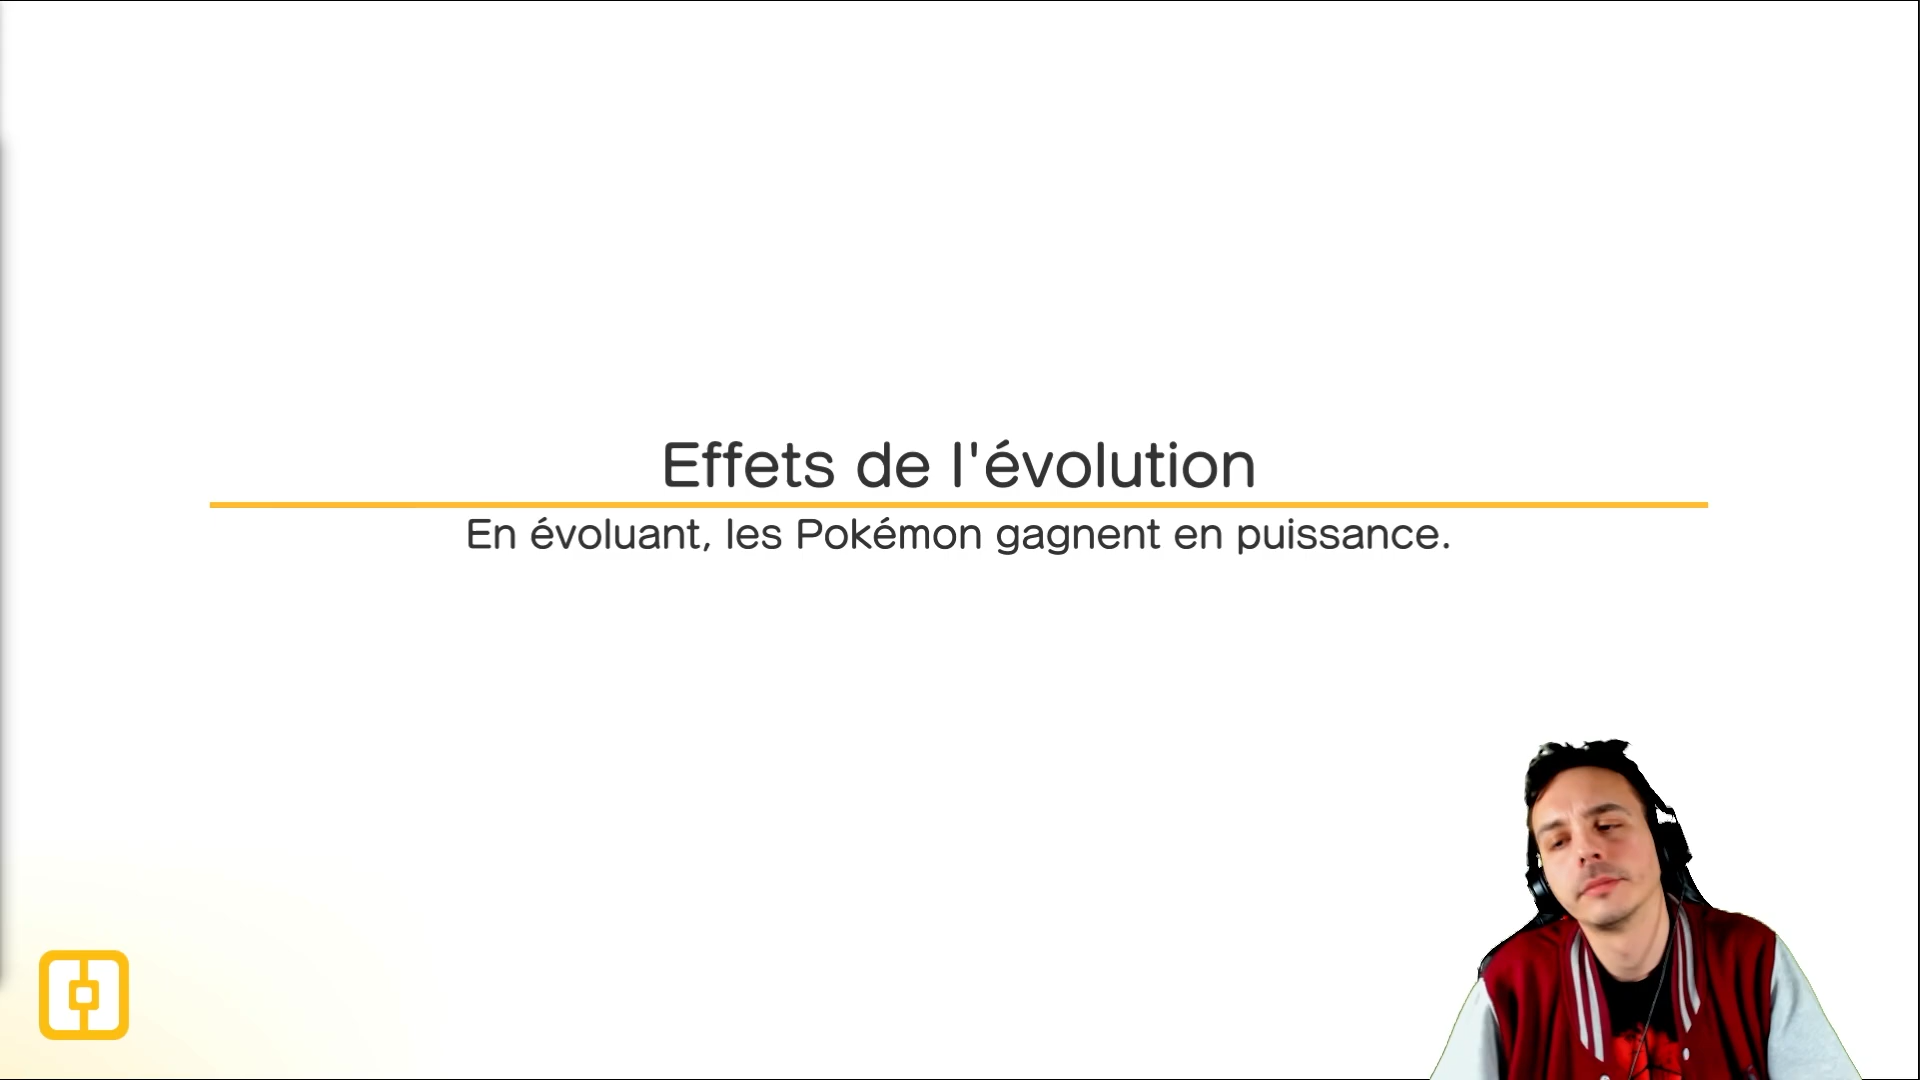 Effets de l'évolution
En évoluant, les Pokémon gagnent en puissance.